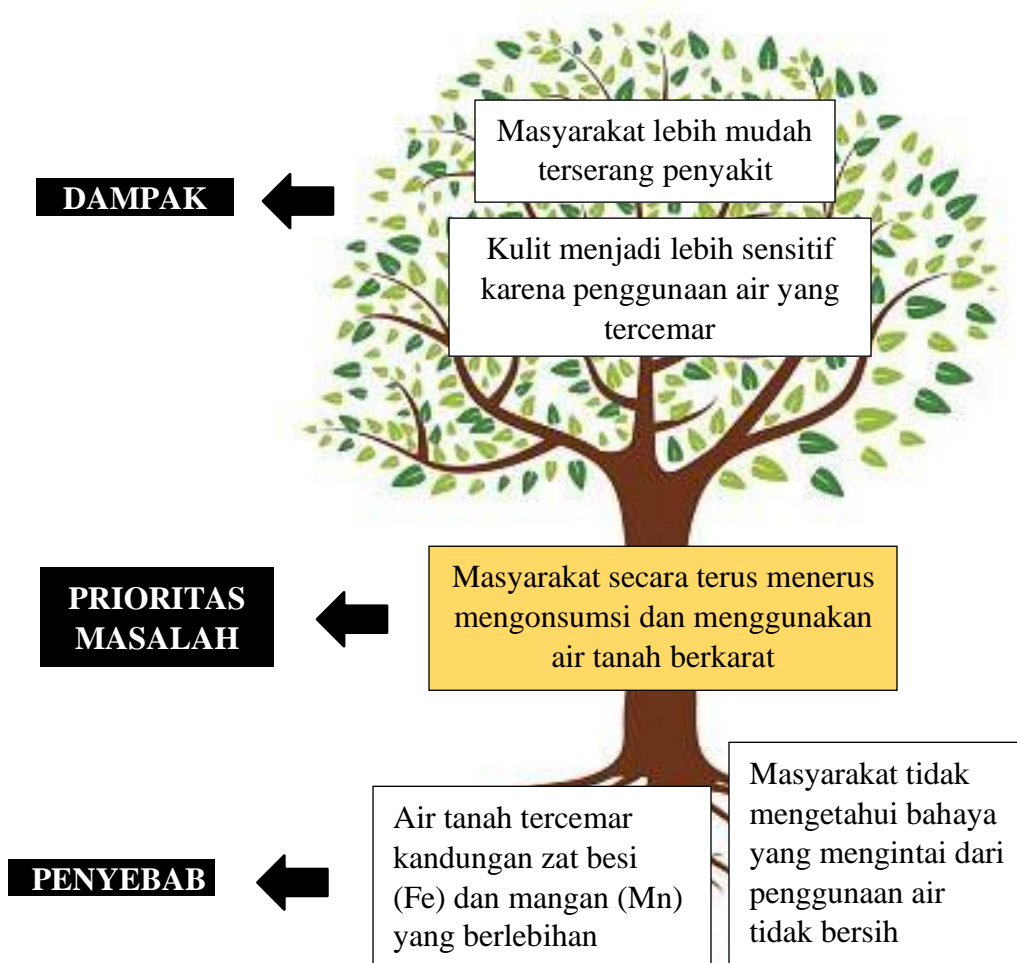 Masyarakat lebih mudah
terserang penyakit
DAMPAK
Kulit menjadi lebih sensitif
karena penggunaan air yang
tercemar
PRIORITAS
MASALAH
Masyarakat secara terus menerus
mengonsumsi dan menggunakan
air tanah berkarat
PENYEBAB
Air tanah tercemar
kandungan zat besi
(Fe) dan mangan (Mn)
yang berlebihan
Masyarakat tidak
mengetahui bahaya
yang mengintai dari
penggunaan air
tidak bersih